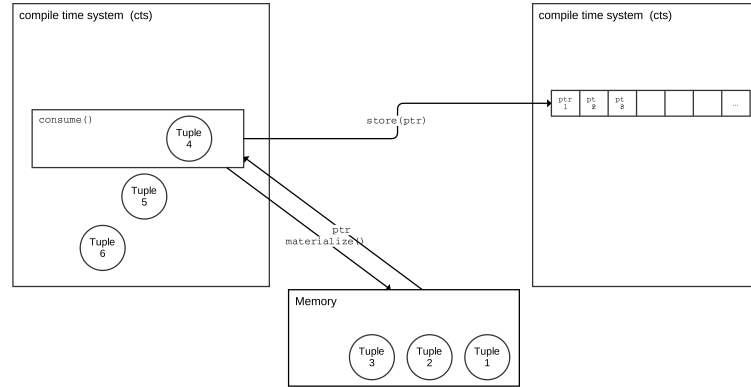 compile time system (cts)
compile time system (cts)
consume()
Tuple
4
store(ptr)
ptr
1
pt
2
pt
3
...
Tuple
5
Tuple
6
ptr
materialize()
Memory
Tuple
3
Tuple
2
Tuple
1